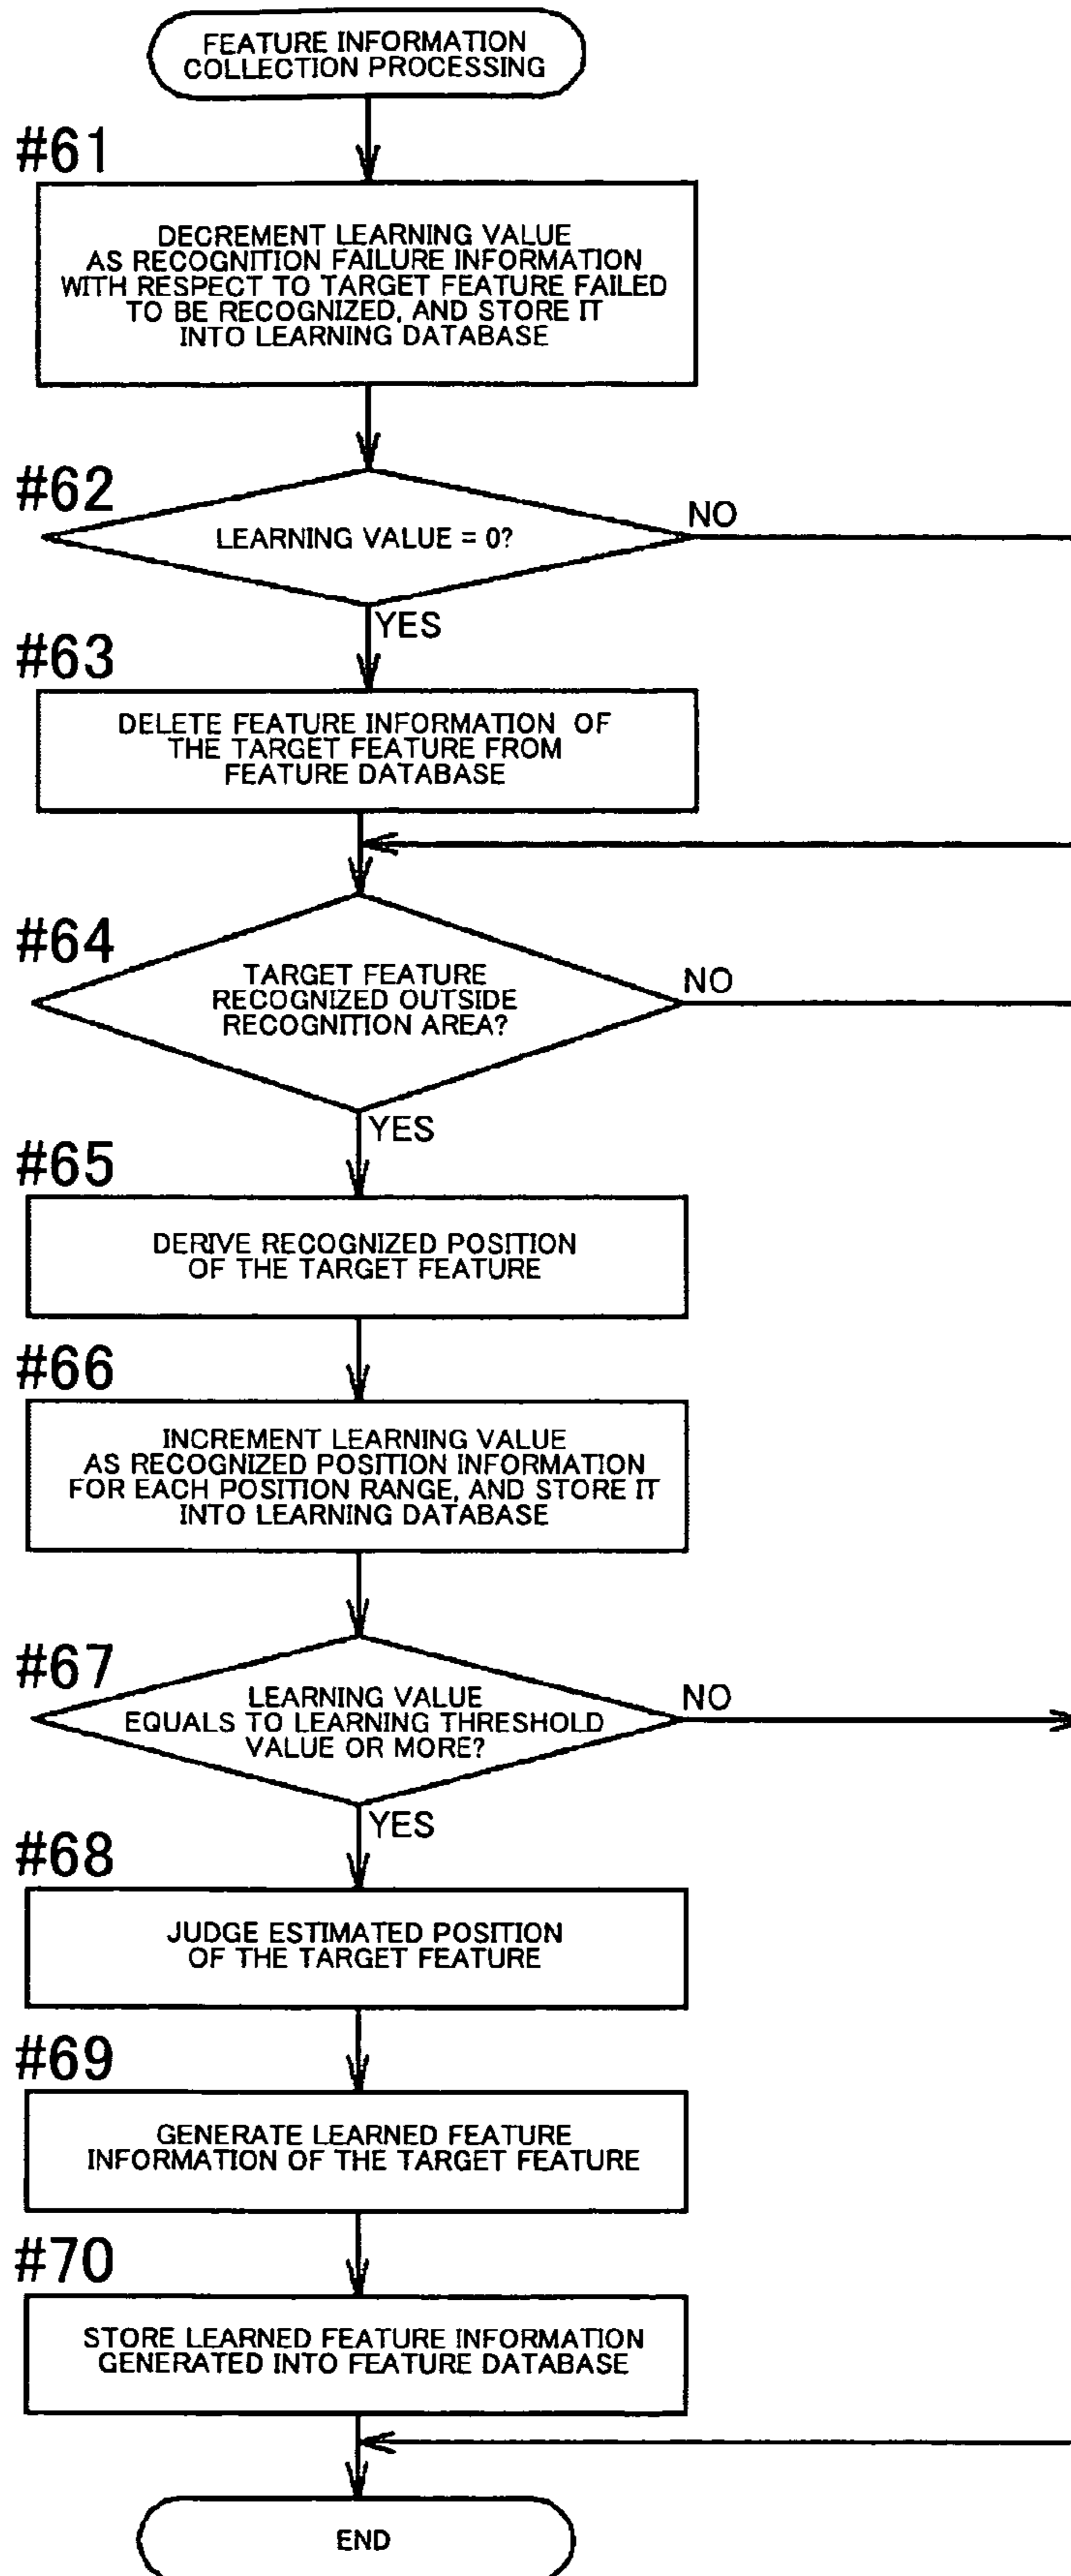 FEATURE INFORMATION
COLLECTION PROCESSING
#61
DECREMENT LEARNING VALUE
AS RECOGNITION FAILURE INFORMATION
WITH RESPECT TO TARGET FEATURE FAILED
TO BE RECOGNIZED, AND STORE IT
INTO LEARNING DATABASE
#62
LEARNING VALUE = 0?
NO
YES
#63
DELETE FEATURE INFORMATION OF
THE TARGET FEATURE FROM
FEATURE DATABASE
#64
TARGET FEATURE
RECOGNIZED OUTSIDE
RECOGNITION AREA?
NO
YES
#65
DERIVE RECOGNIZED POSITION
OF THE TARGET FEATURE
#66
INCREMENT LEARNING VALUE
AS RECOGNIZED POSITION INFORMATION
FOR EACH POSITION RANGE, AND STORE IT
INTO LEARNING DATABASE
#67
LEARNING VALUE
EQUALS TO LEARNING THRESHOLD
VALUE OR MORE?
NO
YES
#68
JUDGE ESTIMATED POSITION
OF THE TARGET FEATURE
#69
GENERATE LEARNED FEATURE
INFORMATION OF THE TARGET FEATURE
#70
STORE LEARNED FEATURE INFORMATION
GENERATED INTO FEATURE DATABASE
END